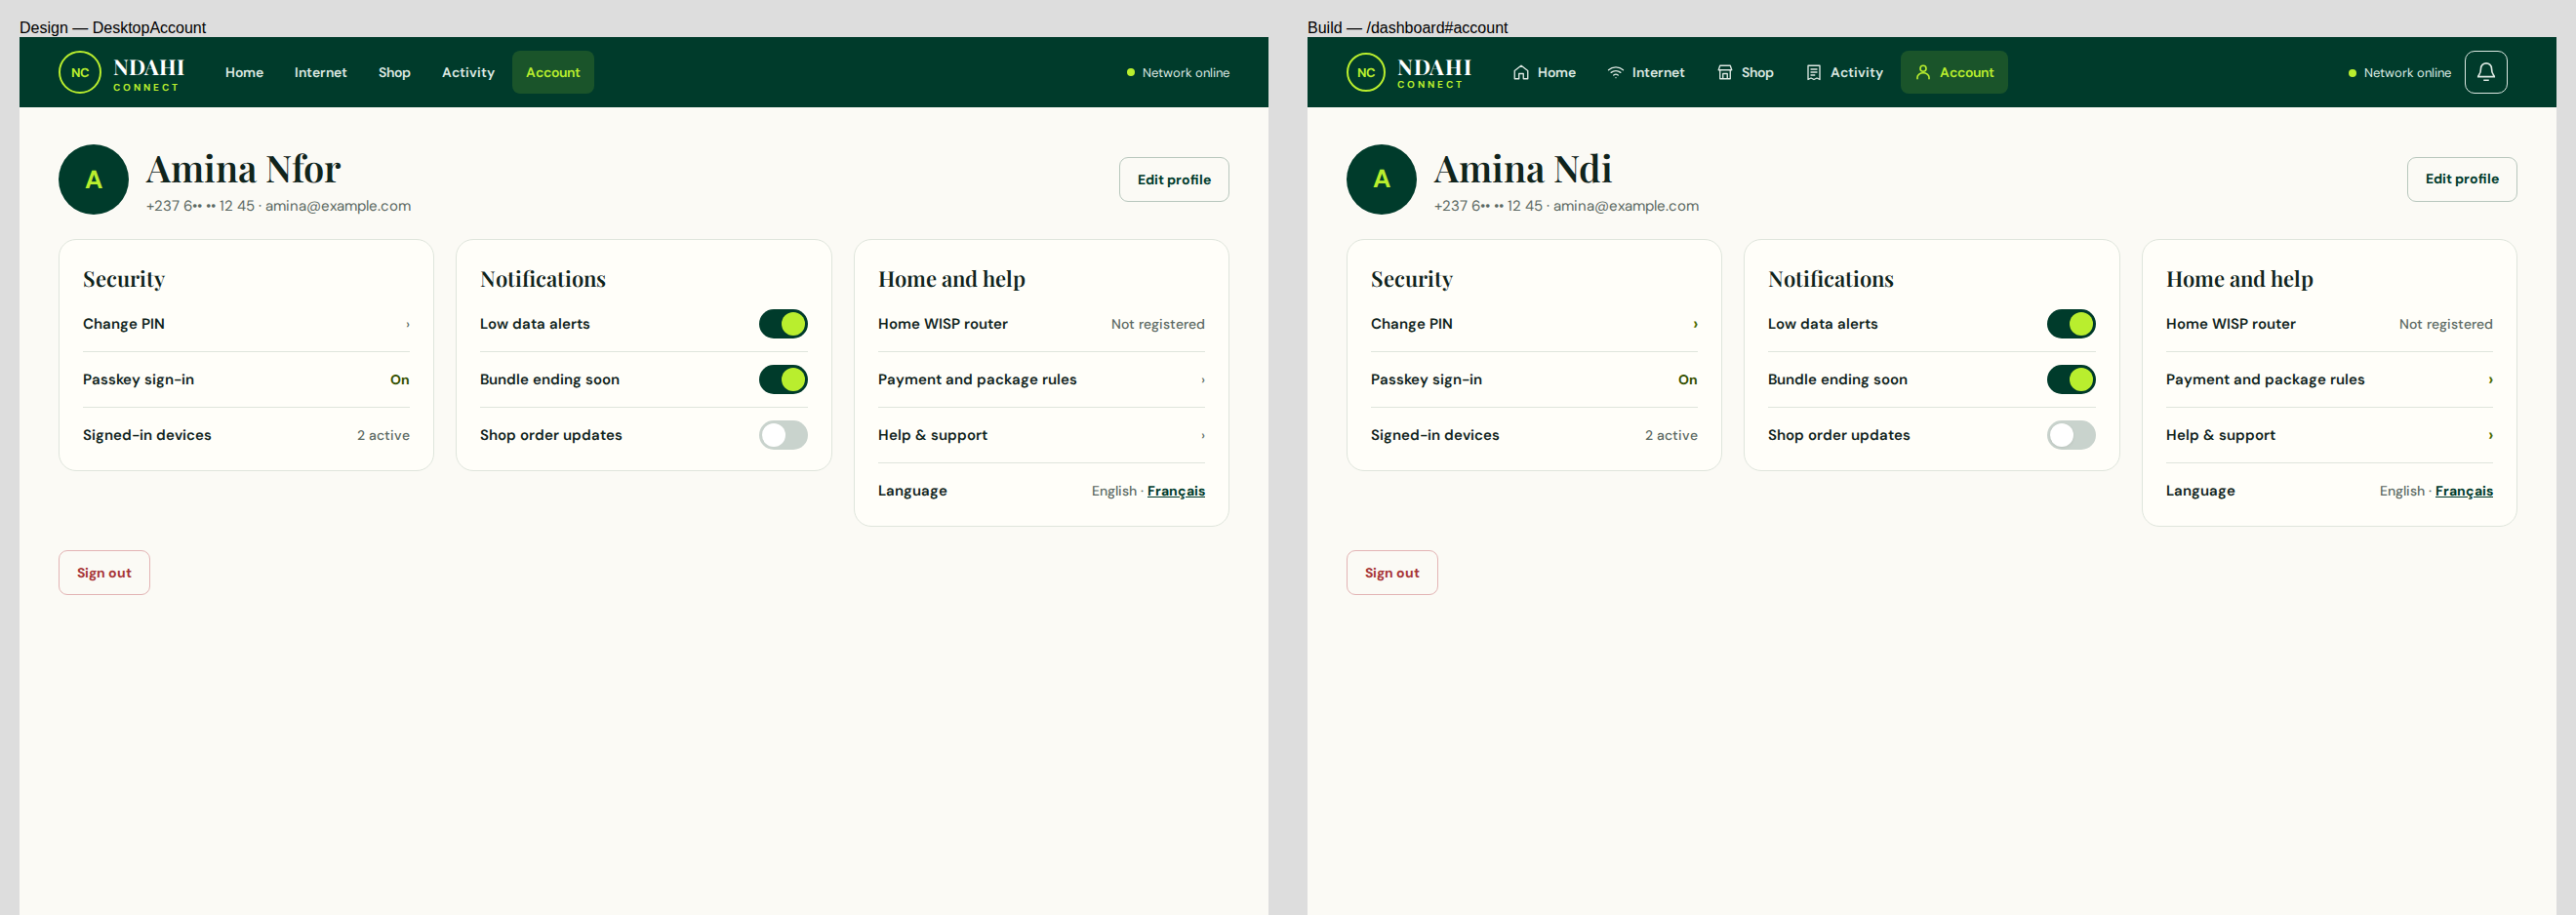 Design — DesktopAccount
NC
NDAHI
CONNECT
Home
Internet
Shop
Activity
Account
Network online
A
Amina Nfor
+237 6•• •• 12 45 · amina@example.com
Edit profile
Security
Change PIN ›
Passkey sign-in On
Signed-in devices 2 active
Notifications
Low data alerts
Bundle ending soon
Shop order updates
Home and help
Home WISP router Not registered
Payment and package rules ›
Help & support ›
Language English · Français
Sign out
Build — /dashboard#account
NC
NDAHI
CONNECT
Home
Internet
Shop
Activity
Account
Network online
A
Amina Ndi
+237 6•• •• 12 45 · amina@example.com
Edit profile
Security
Change PIN ›
Passkey sign-in On
Signed-in devices 2 active
Notifications
Low data alerts
Bundle ending soon
Shop order updates
Home and help
Home WISP router Not registered
Payment and package rules ›
Help & support ›
Language English · Français
Sign out